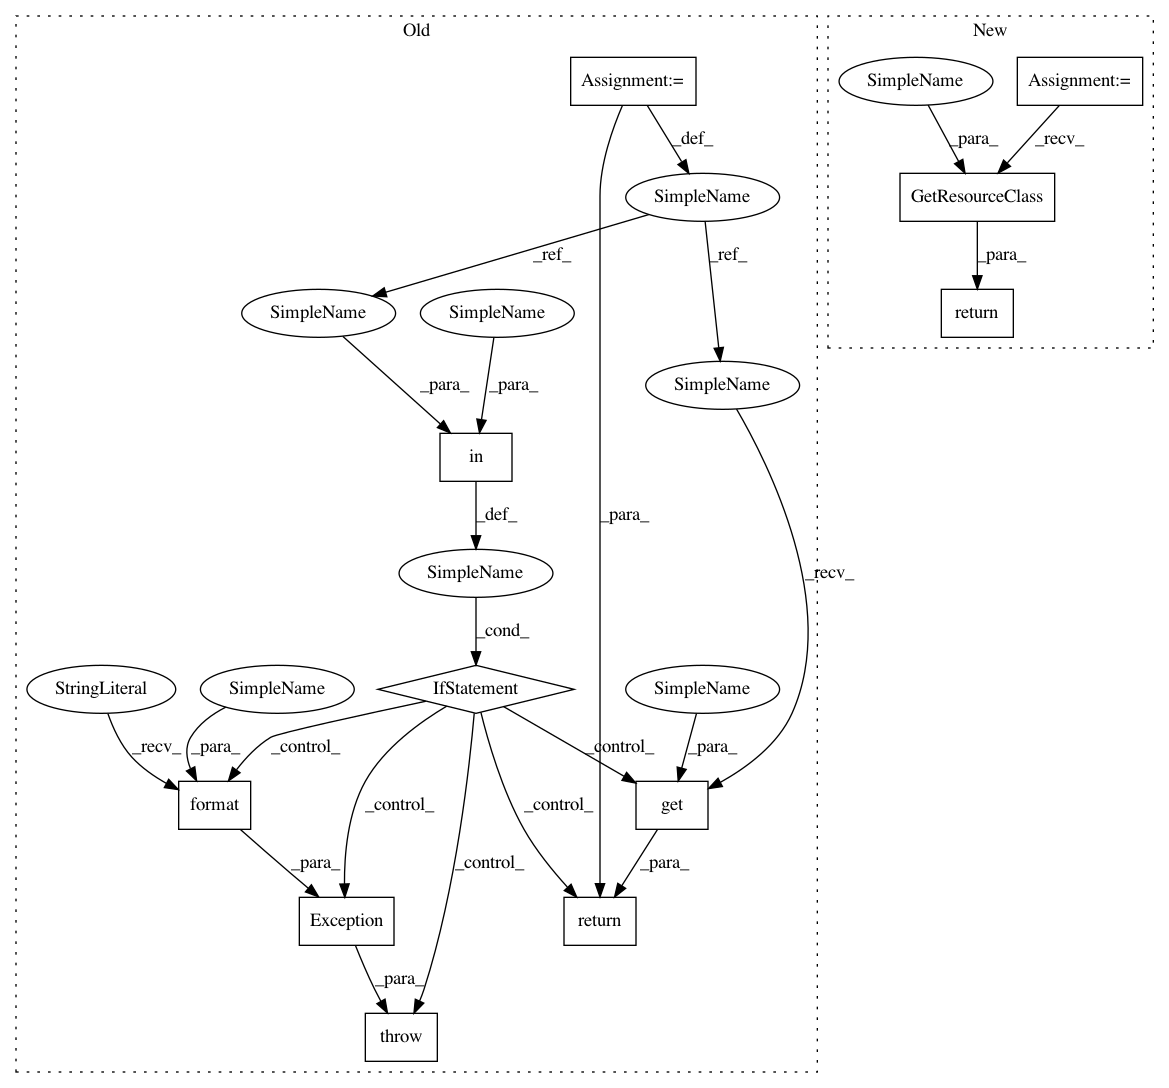 Old
New
Assignment:=
SimpleName
Assignment:=
_def_
_para_
_recv_
SimpleName
GetResourceClass
_ref_
_ref_
_para_
SimpleName
SimpleName
return
SimpleName
_para_
_para_
in
_def_
_para_
SimpleName
_recv_
_cond_
StringLiteral
SimpleName
IfStatement
SimpleName
_recv_
_para_
_control_
_control_
_para_
format
get
_control_
_control_
_para_
_control_
_para_
Exception
return
_para_
throw